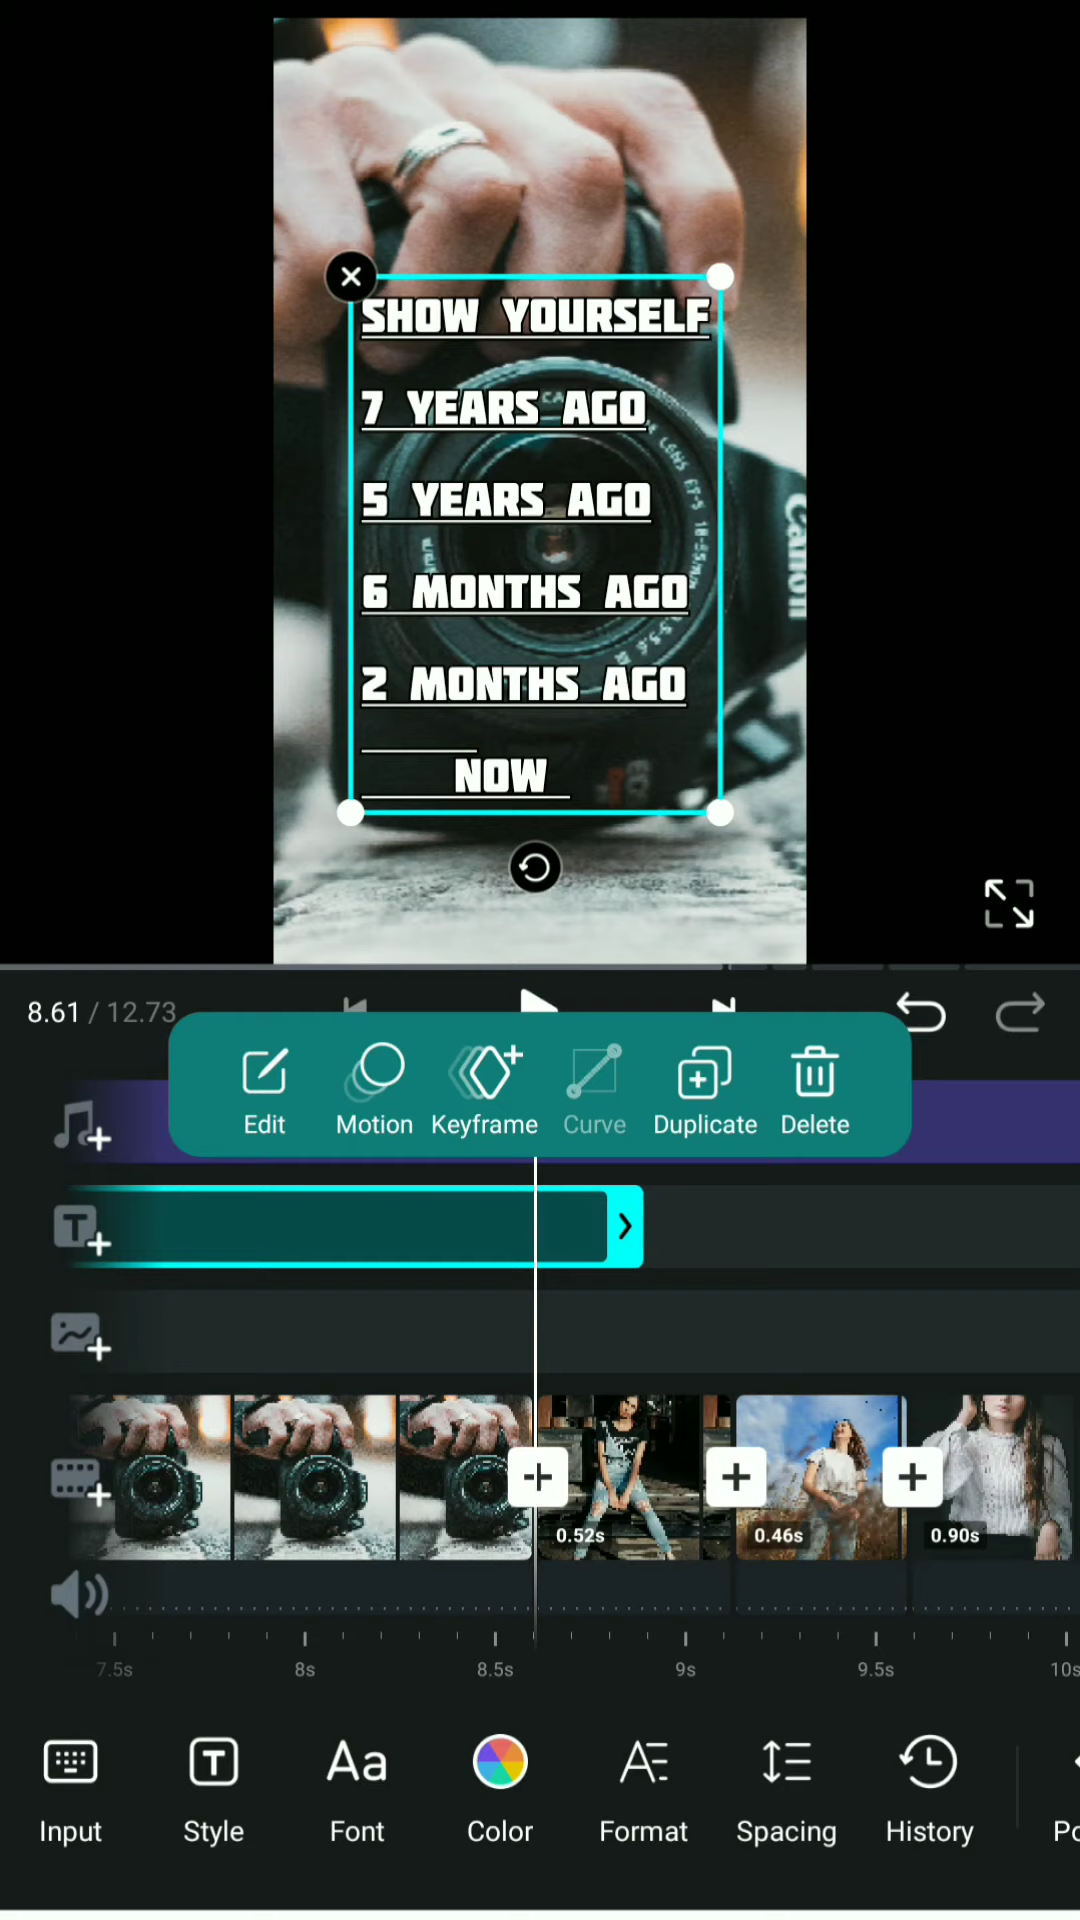 SHOW YOURSELF
7 YEARS AGO
5 YEARS AGO
6 MONTHS AGO
2 MONTHS AGO
NOW
Canon
8.61 / 12.73
Edit Motion Keyframe Curve Duplicate Delete
T
0.52s 0.46s 0.90s
7.5s 8s 8.5s 9s 9.5s 10s
T Aa A
Input Style Font Color Format Spacing History